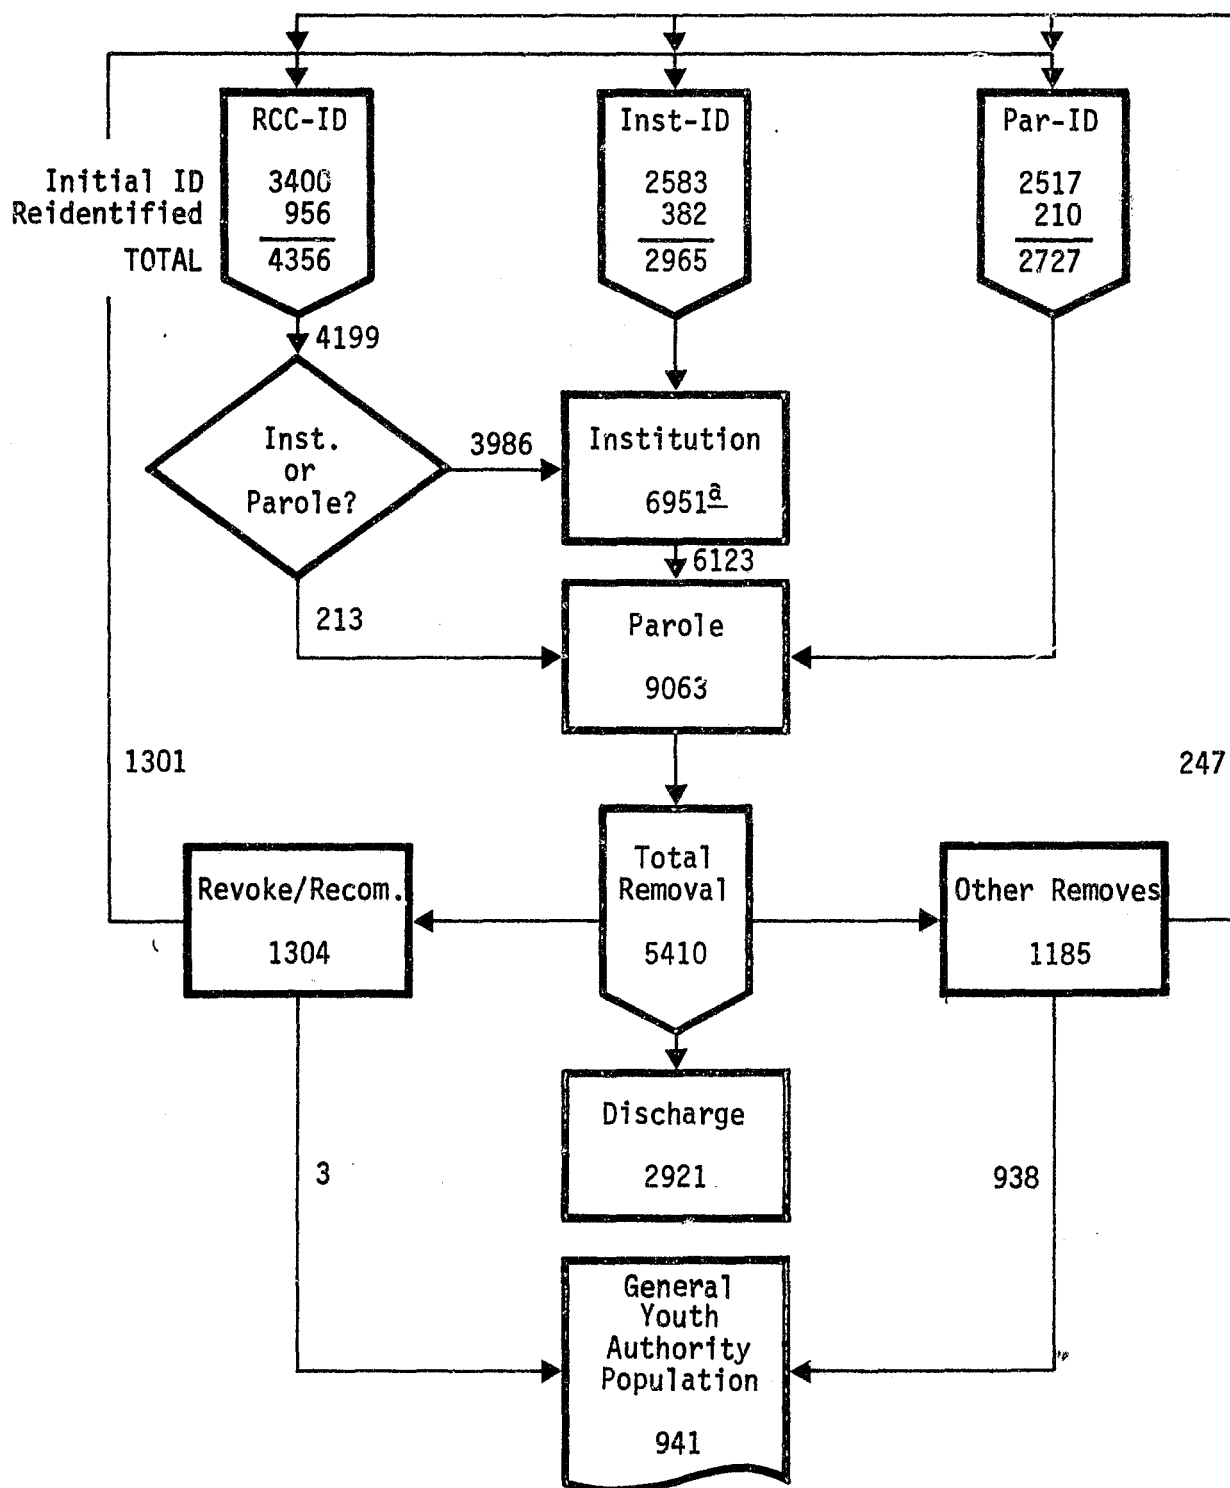 RCC-ID
Inst-ID
Par-ID
Initial ID 3400 2583 2517
Reidentified 956 382 210
TOTAL 4356 2965 2727
4199
Inst.
or
Parole?
3986
Institution
6951a
6123
213
Parole
9063
1301
247
Total
Removal
5410
Revoke/Recom.
1304
Other Removes
1185
Discharge
2921
3
938
General
Youth
Authority
Population
941